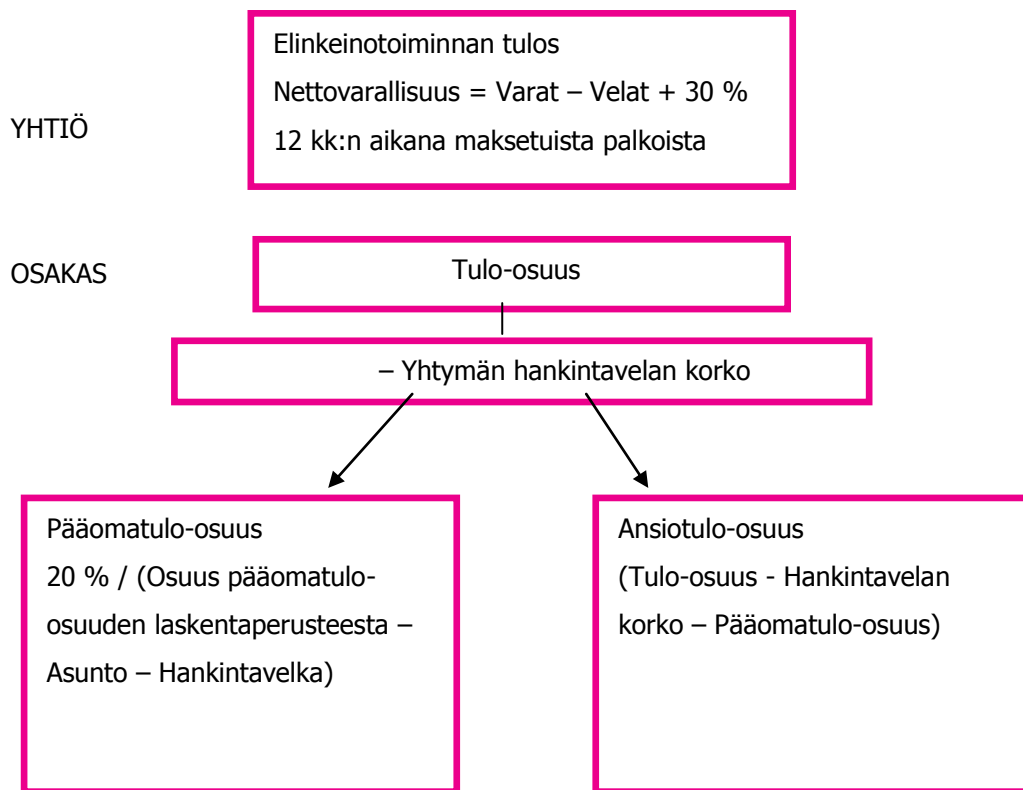 Elinkeinotoiminnan tulos
Nettovarallisuus = Varat – Velat + 30 %
YHTIÖ
12 kk:n aikana maksetuista palkoista
OSAKAS
Tulo-osuus
– Yhtymän hankintavelan korko
Pääomatulo-osuus
20 % / (Osuus pääomatulo-
osuuden laskentaperusteesta –
Asunto – Hankintavelka)
Ansiotulo-osuus
(Tulo-osuus - Hankintavelan
korko – Pääomatulo-osuus)